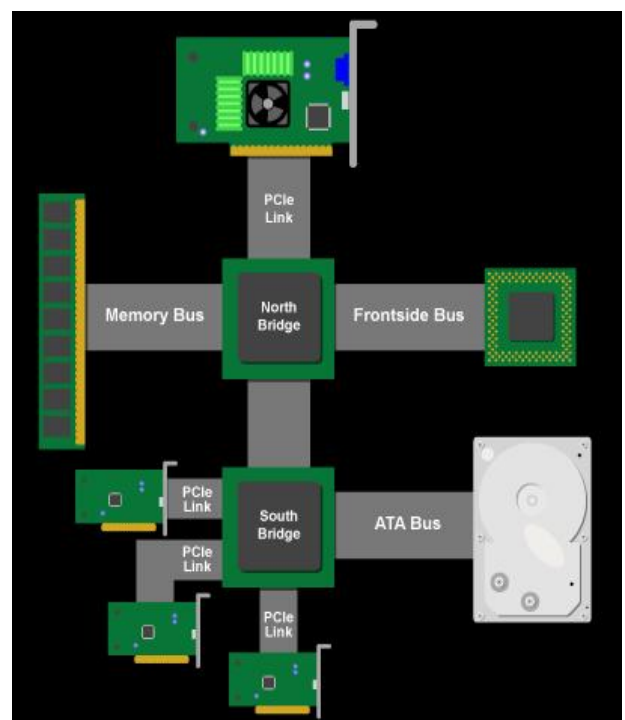 PCIe
Link
Memory Bus
North
Bridge
Frontside Bus
PCIe
Link
South
Bridge
ATA Bus
PCIe
Link
PCIe
Link